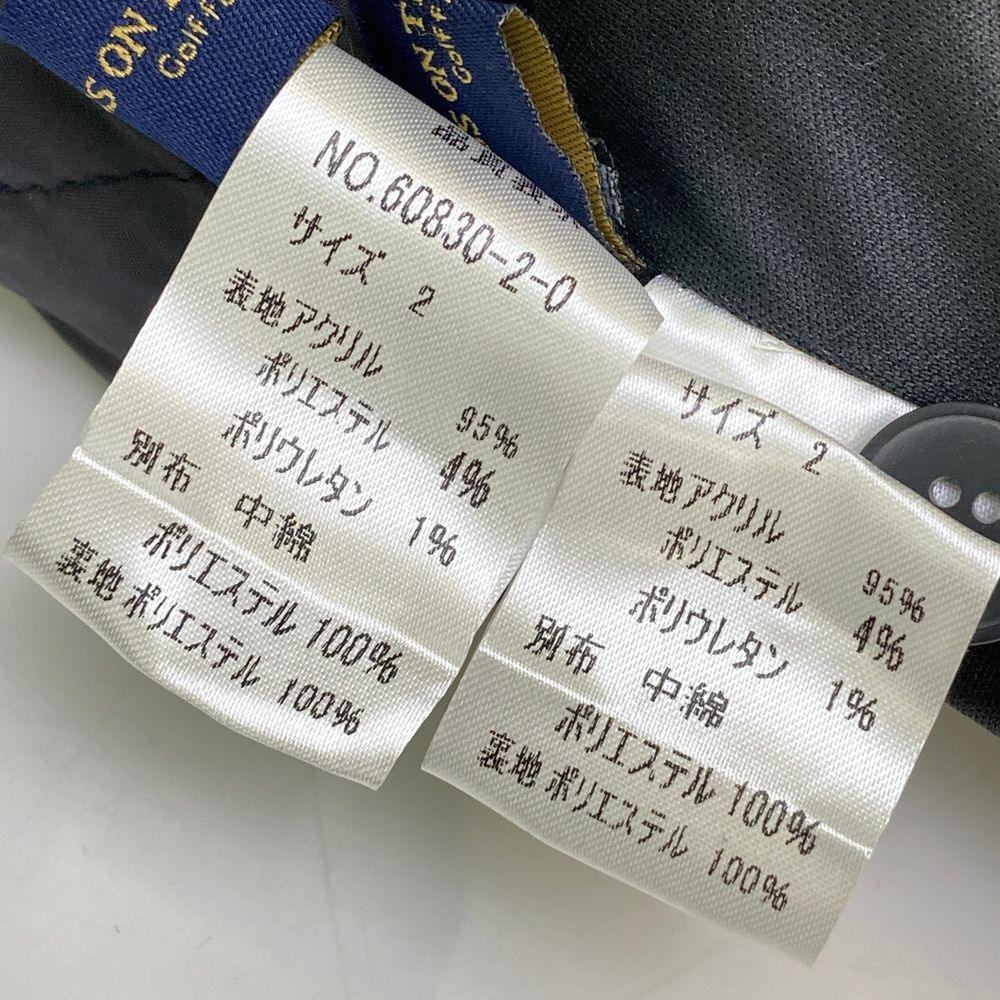 SON
Golf
SON
Golf
NO.60830-2-0
サイズ 2
表地アクリル
95%
ポリエステル
4%
ポリウレタン 1%
別布 中綿
ポリエステル 100%
裏地 ポリエステル 100%
サイズ 2
表地アクリル
95%
ポリエステル
4%
ポリウレタン 1%
別布 中綿
ポリエステル 100%
裏地 ポリエステル 100%